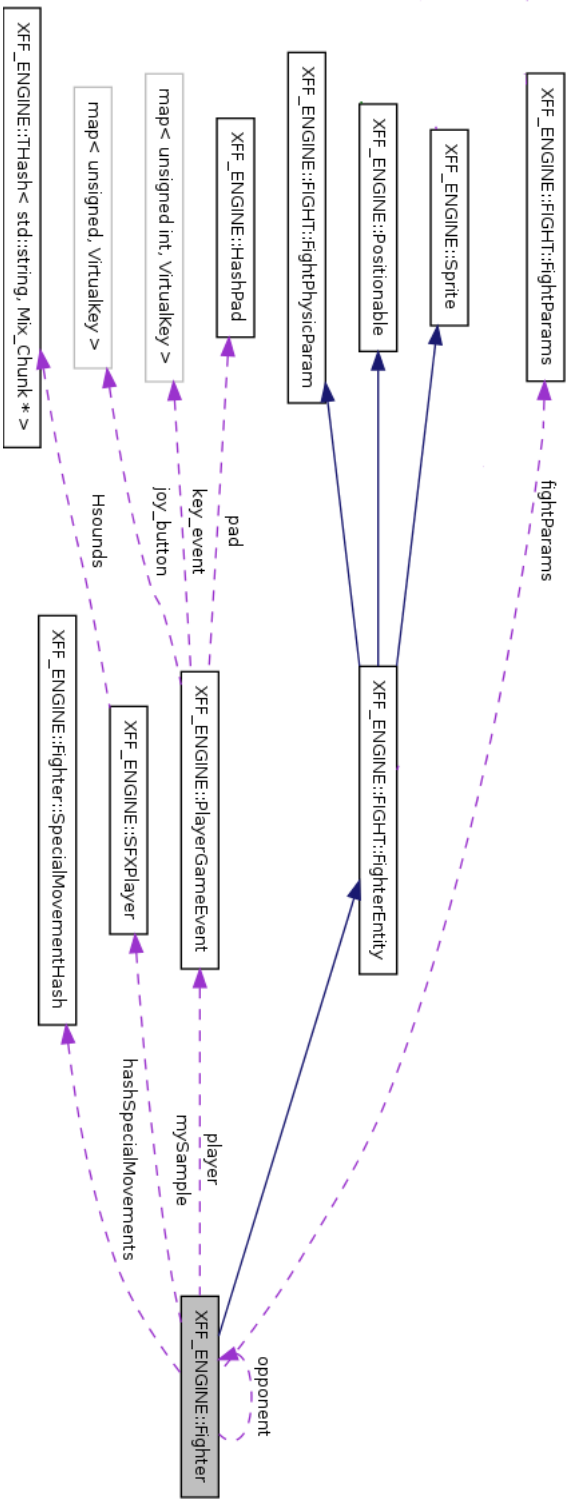 XFF_ENGINE::FIGHT::FightParams
XFF_ENGINE::Sprite
XFF_ENGINE::Positionable
XFF_ENGINE::FIGHT::FightPhysicParam
XFF_ENGINE::HashPad
map< unsigned int, VirtualKey >
map< unsigned, VirtualKey >
XFF_ENGINE::THash< std::string, Mix_Chunk * >
fightParams
pad
key_event
joy_button
Hsounds
XFF_ENGINE::FIGHT::FighterEntity
XFF_ENGINE::PlayerGameEvent
XFF_ENGINE::SFXPlayer
XFF_ENGINE::Fighter::SpecialMovementHash
player
mySample
hashSpecialMovements
opponent
XFF_ENGINE::Fighter